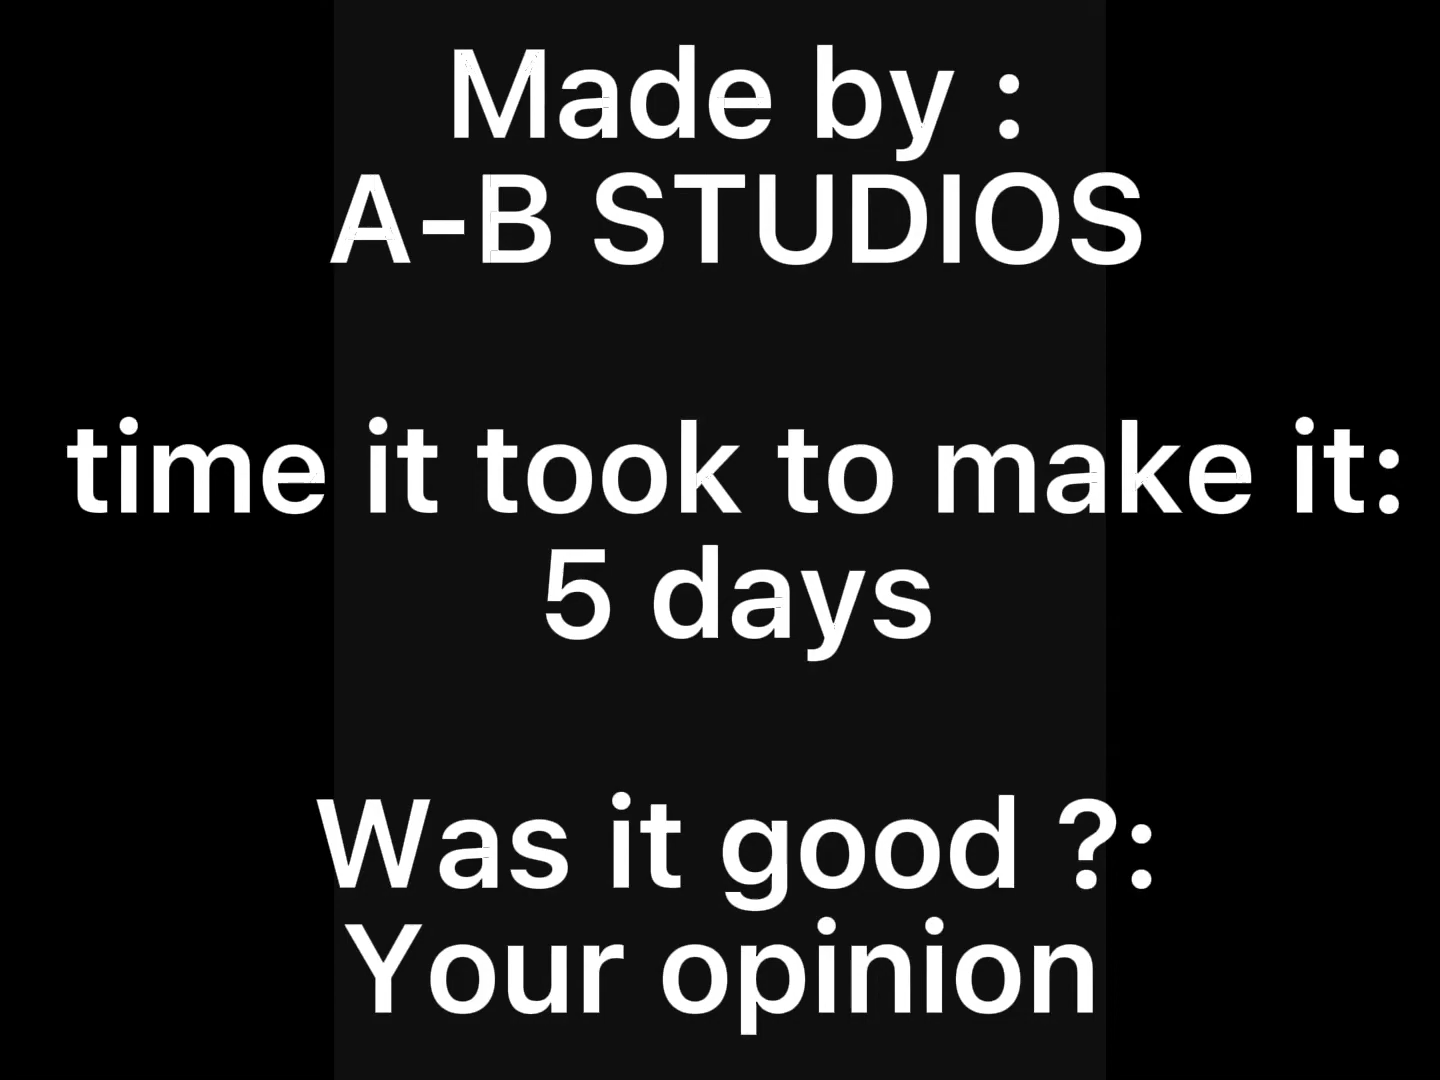 Made by :
A-B STUDIOS
time it took to make it:
5 days
Was it good ?:
Your opinion